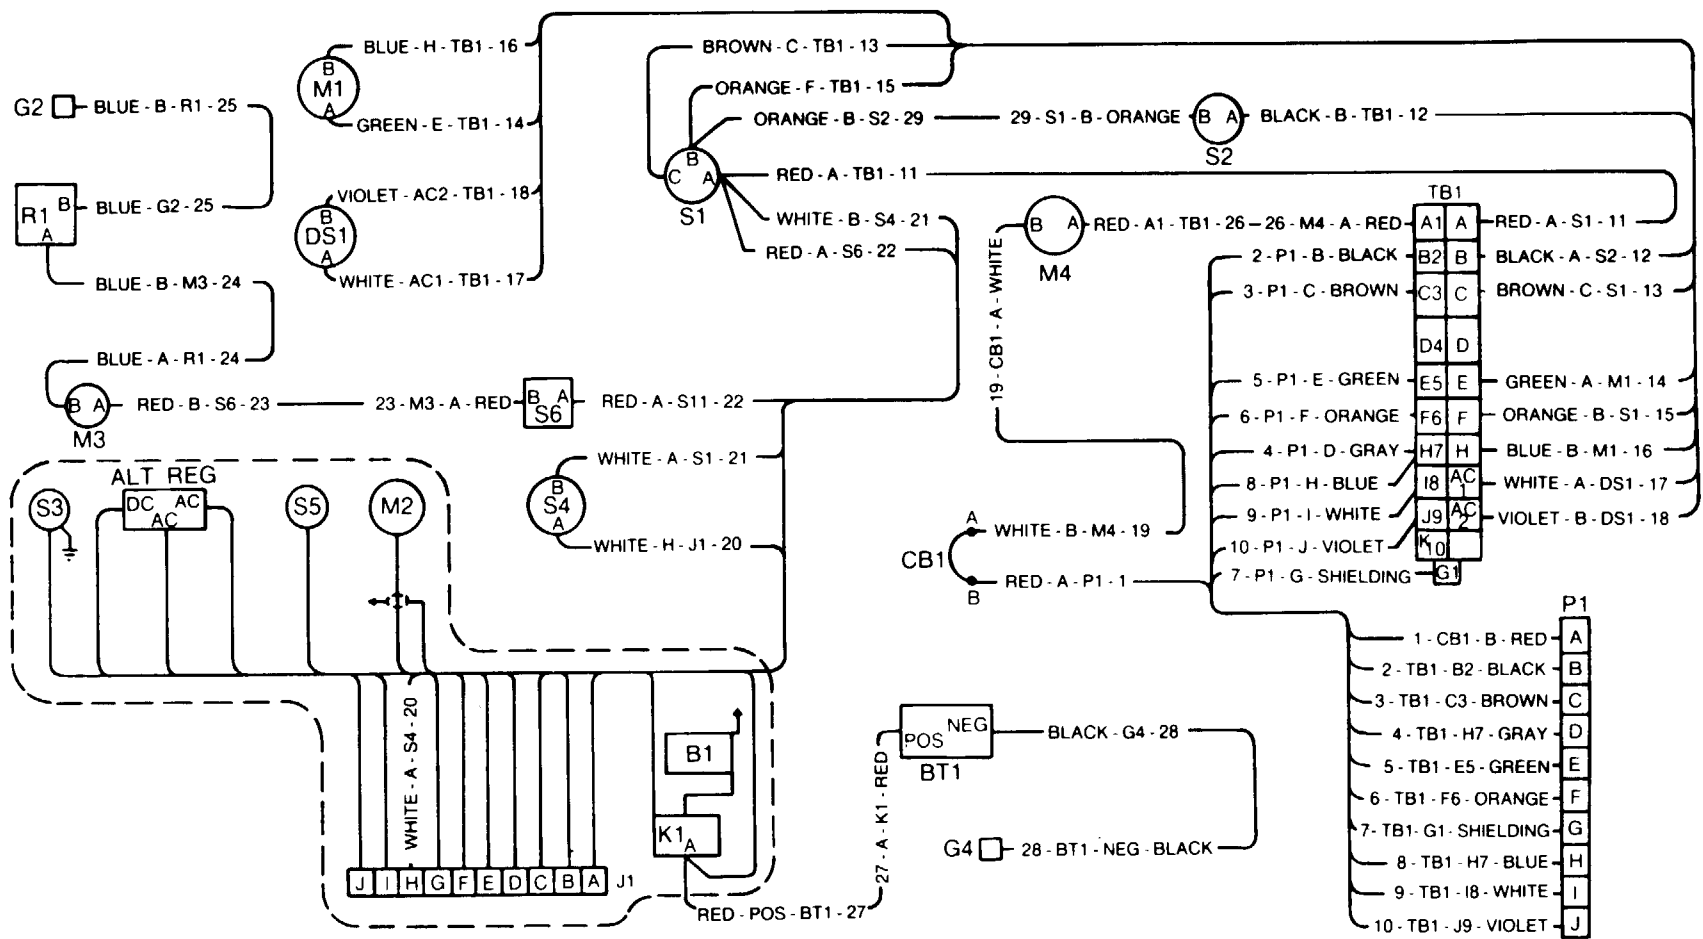 BLUE - H - TB1 - 16
B
M1
A
GREEN - E - TB1 - 14
G2
BLUE - B - R1 - 25
VIOLET - AC2 - TB1 - 18
B
DS1
A
WHITE - AC1 - TB1 - 17
R1 B
A
BLUE - G2 - 25
BLUE - B - M3 - 24
BLUE - A - R1 - 24
B A
M3
RED - B - S6 - 23
23 - M3 - A - RED
B A
S6
RED - A - S11 - 22
BROWN - C - TB1 - 13
ORANGE - F - TB1 - 15
ORANGE - B - S2 - 29
29 - S1 - B - ORANGE
B A
S2
BLACK - B - TB1 - 12
B
C A
S1
RED - A - TB1 - 11
WHITE - B - S4 - 21
RED - A - S6 - 22
WHITE - A - S1 - 21
B
S4
A
WHITE - H - J1 - 20
B A
M4
RED - A1 - TB1 - 26 - 26 - M4 - A - RED
19 - CB1 - A - WHITE
A
WHITE - B - M4 - 19
CB1
RED - A - P1 - 1
B
TB1
A1 A RED - A - S1 - 11
2 - P1 - B - BLACK B2 B BLACK - A - S2 - 12
3 - P1 - C - BROWN C3 C BROWN - C - S1 - 13
D4 D
5 - P1 - E - GREEN E5 E GREEN - A - M1 - 14
6 - P1 - F - ORANGE F6 F ORANGE - B - S1 - 15
4 - P1 - D - GRAY H7 H BLUE - B - M1 - 16
8 - P1 - H - BLUE I8 AC 1 WHITE - A - DS1 - 17
9 - P1 - I - WHITE J9 AC 2 VIOLET - B - DS1 - 18
10 - P1 - J - VIOLET K 10
7 - P1 - G - SHIELDING G1
P1
1 - CB1 - B - RED A
2 - TB1 - B2 - BLACK B
3 - TB1 - C3 - BROWN C
4 - TB1 - H7 - GRAY D
5 - TB1 - E5 - GREEN E
6 - TB1 - F6 - ORANGE F
7 - TB1 - G1 - SHIELDING G
8 - TB1 - H7 - BLUE H
9 - TB1 - I8 - WHITE I
10 - TB1 - J9 - VIOLET J
ALT REG
S3
DC AC
AC
S5
M2
WHITE - A - S4 - 20
J I H G F E D C B A J1
B1
K1 A
RED - POS - BT1 - 27
27 - A - K1 - RED
POS NEG
BT1
BLACK - G4 - 28
G4
28 - BT1 - NEG - BLACK